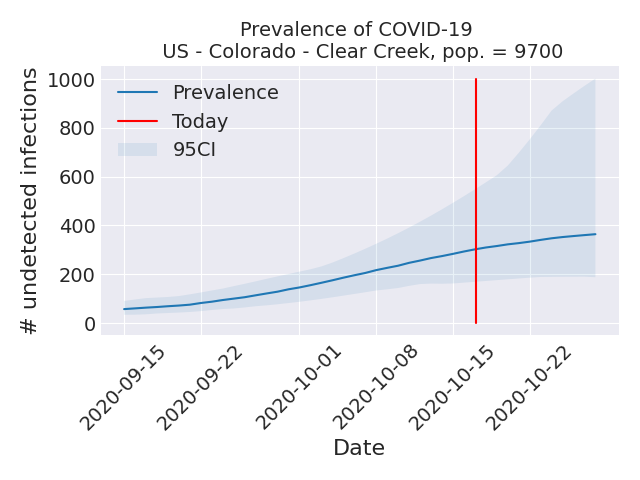 Prevalence of COVID-19
US - Colorado - Clear Creek, pop. = 9700
# undetected infections
1000
800
600
400
200
0
Prevalence
Today
95CI
2020-09-15
2020-09-22
2020-10-01
2020-10-08
2020-10-15
2020-10-22
Date